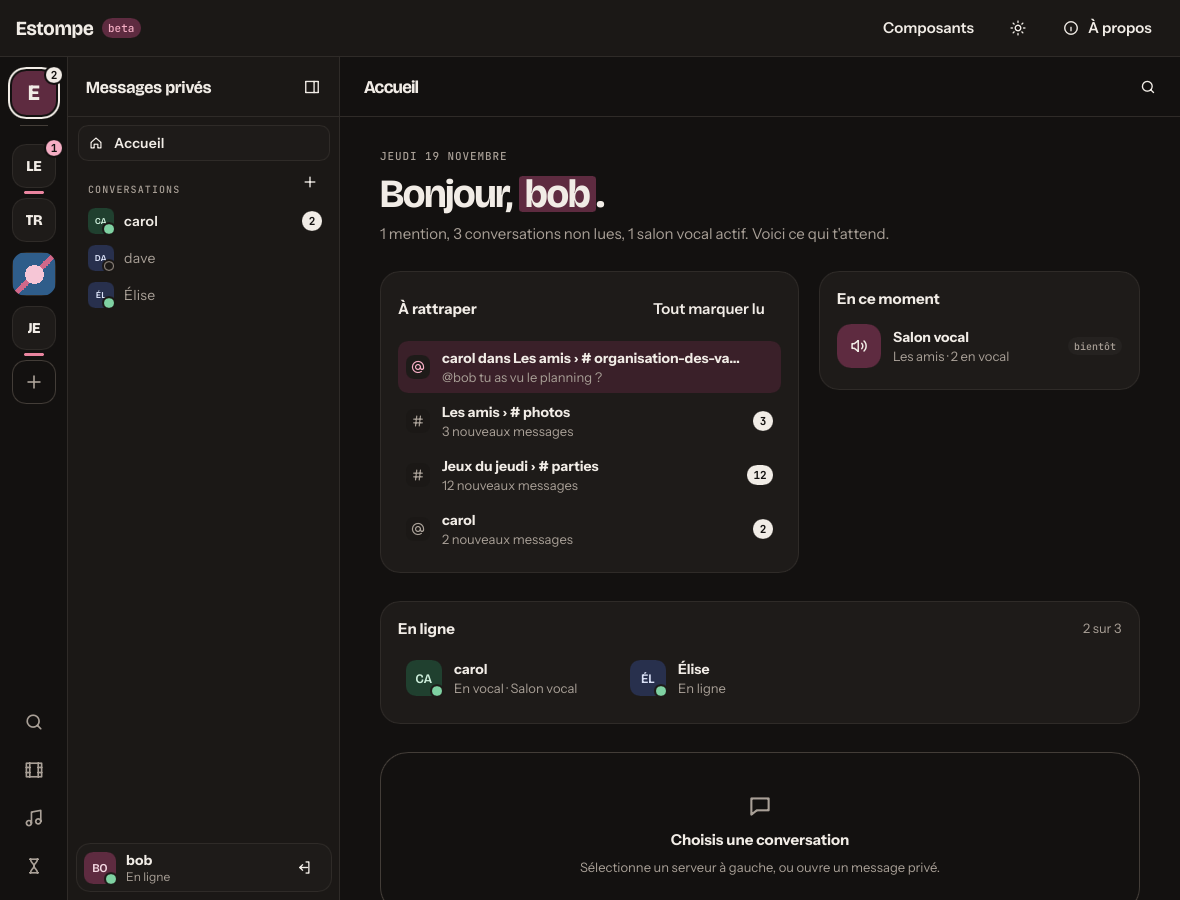 Estompe beta
Composants
À propos
E
2
LE
1
TR
JE
Messages privés
Accueil
CONVERSATIONS
CA
carol
2
DA
dave
ÉL
Élise
BO
bob
En ligne
Accueil
JEUDI 19 NOVEMBRE
Bonjour, bob.
1 mention, 3 conversations non lues, 1 salon vocal actif. Voici ce qui t'attend.
À rattraper
Tout marquer lu
@
carol dans Les amis › # organisation-des-va...
@bob tu as vu le planning ?
#
Les amis › # photos
3 nouveaux messages
3
#
Jeux du jeudi › # parties
12 nouveaux messages
12
@
carol
2 nouveaux messages
2
En ce moment
Salon vocal
Les amis · 2 en vocal
bientôt
En ligne
2 sur 3
CA
carol
En vocal · Salon vocal
ÉL
Élise
En ligne
Choisis une conversation
Sélectionne un serveur à gauche, ou ouvre un message privé.